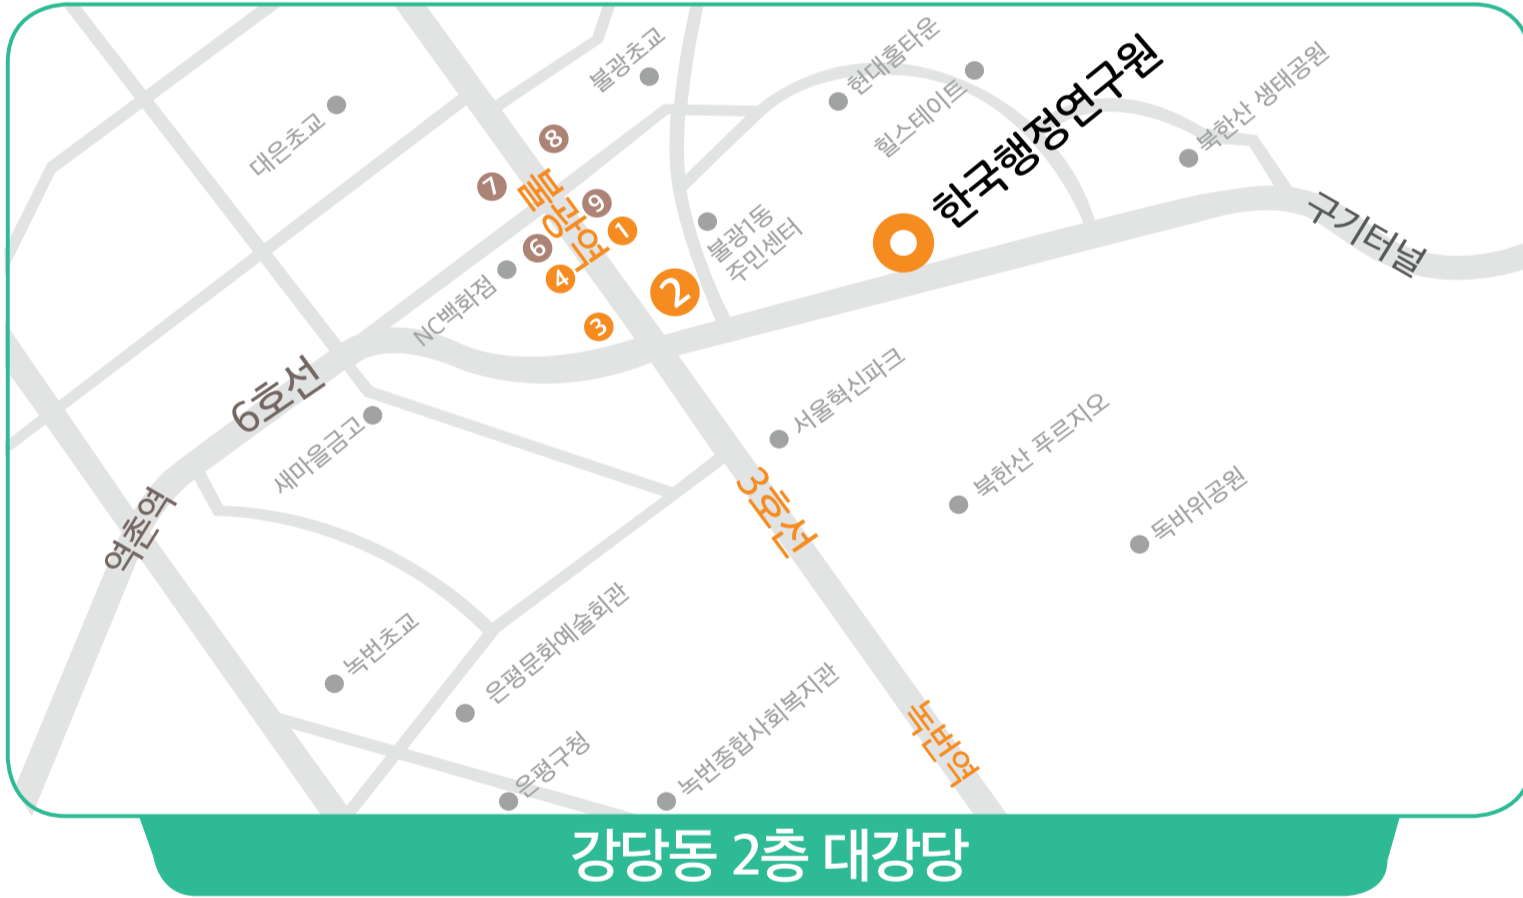 불광초교
현대홈타운
힐스테이트
한국행정연구원
북한산 생태공원
대은초교
8
7
불광역
9
1
6
4
2
3
불광1동
주민센터
구기터널
NC백화점
6호선
새마을금고
서울혁신파크
북한산 푸르지오
3호선
독바위공원
역촌역
녹번초교
은평문화예술회관
녹번종합사회복지관
은평구청
녹번역
강당동 2층 대강당